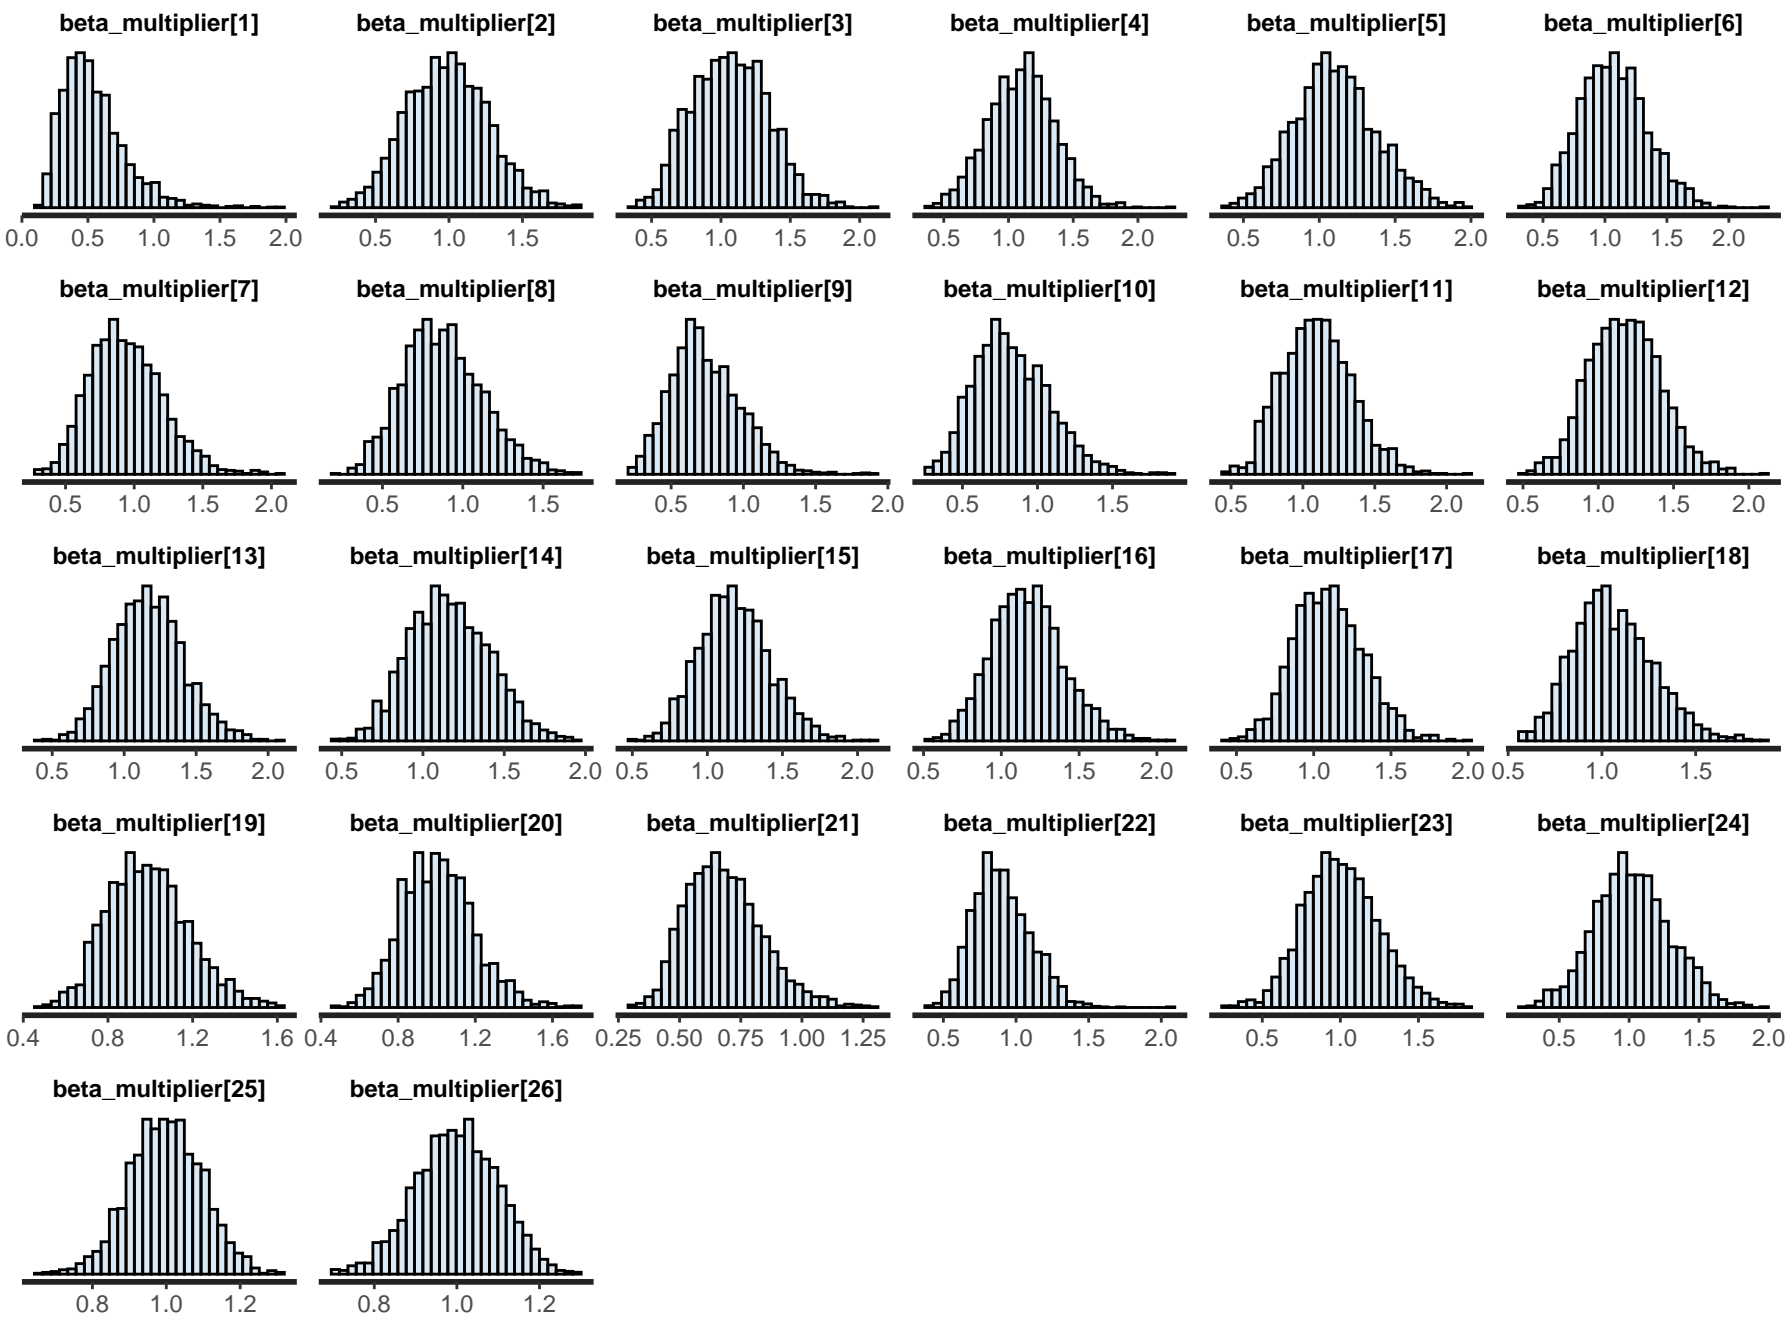 beta_multiplier[1] beta_multiplier[2] beta_multiplier[3] beta_multiplier[4] beta_multiplier[5] beta_multiplier[6]
0.0 0.5 1.0 1.5 2.0 0.5 1.0 1.5 0.5 1.0 1.5 2.0 0.5 1.0 1.5 2.0 0.5 1.0 1.5 2.0 0.5 1.0 1.5 2.0
beta_multiplier[7] beta_multiplier[8] beta_multiplier[9] beta_multiplier[10] beta_multiplier[11] beta_multiplier[12]
0.5 1.0 1.5 2.0 0.5 1.0 1.5 0.5 1.0 1.5 2.0 0.5 1.0 1.5 0.5 1.0 1.5 2.0 0.5 1.0 1.5 2.0
beta_multiplier[13] beta_multiplier[14] beta_multiplier[15] beta_multiplier[16] beta_multiplier[17] beta_multiplier[18]
0.5 1.0 1.5 2.0 0.5 1.0 1.5 2.0 0.5 1.0 1.5 2.0 0.5 1.0 1.5 2.0 0.5 1.0 1.5 2.0 0.5 1.0 1.5
beta_multiplier[19] beta_multiplier[20] beta_multiplier[21] beta_multiplier[22] beta_multiplier[23] beta_multiplier[24]
0.4 0.8 1.2 1.6 0.4 0.8 1.2 1.6 0.25 0.50 0.75 1.00 1.25 0.5 1.0 1.5 2.0 0.5 1.0 1.5 0.5 1.0 1.5 2.0
beta_multiplier[25] beta_multiplier[26]
0.8 1.0 1.2 0.8 1.0 1.2